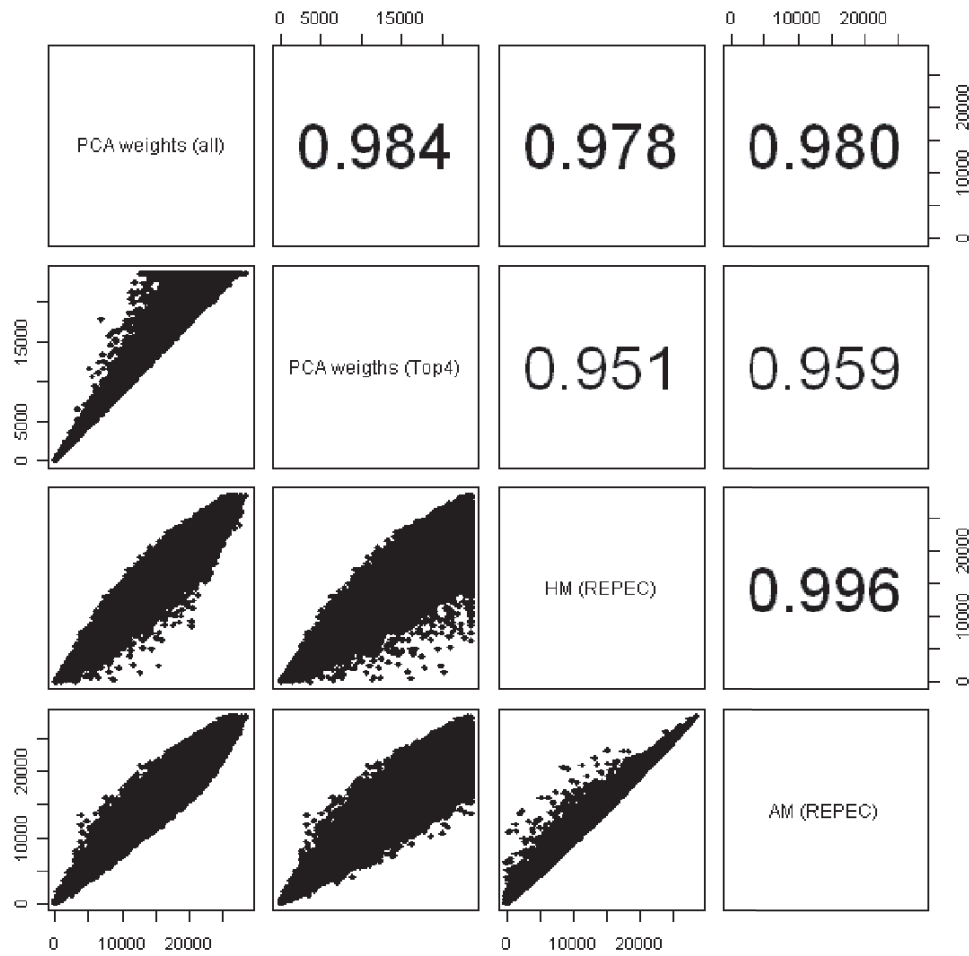 0 5000 15000 0 10000 20000
PCA weights (all) 0.984 0.978 0.980
0 10000 20000
0 5000 15000
PCA weigths (Top4) 0.951 0.959
HM (REPEC) 0.996
0 10000 20000
0 10000 20000
AM (REPEC)
0 10000 20000 0 10000 20000